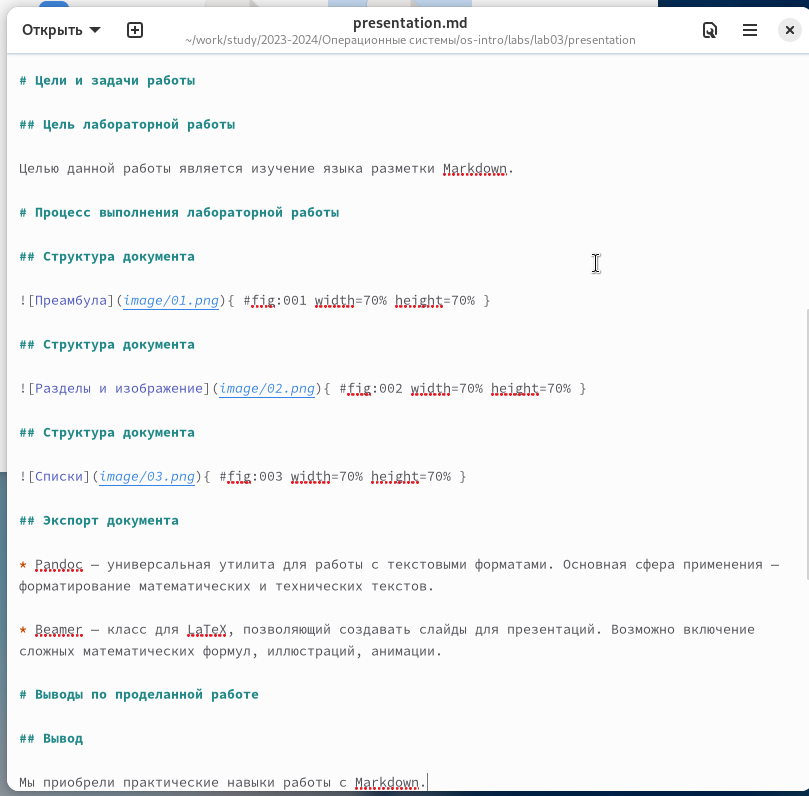 Открыть
presentation.md
~/work/study/2023-2024/Операционные системы/os-intro/labs/lab03/presentation
# Цели и задачи работы
## Цель лабораторной работы
Целью данной работы является изучение языка разметки Markdown.
# Процесс выполнения лабораторной работы
## Структура документа
![Преамбула](image/01.png){ #fig:001 width=70% height=70% }
## Структура документа
![Разделы и изображение](image/02.png){ #fig:002 width=70% height=70% }
## Структура документа
![Списки](image/03.png){ #fig:003 width=70% height=70% }
## Экспорт документа
* Pandoc — универсальная утилита для работы с текстовыми форматами. Основная сфера применения —
форматирование математических и технических текстов.
* Beamer — класс для LaTeX, позволяющий создавать слайды для презентаций. Возможно включение
сложных математических формул, иллюстраций, анимации.
# Выводы по проделанной работе
## Вывод
Мы приобрели практические навыки работы с Markdown.